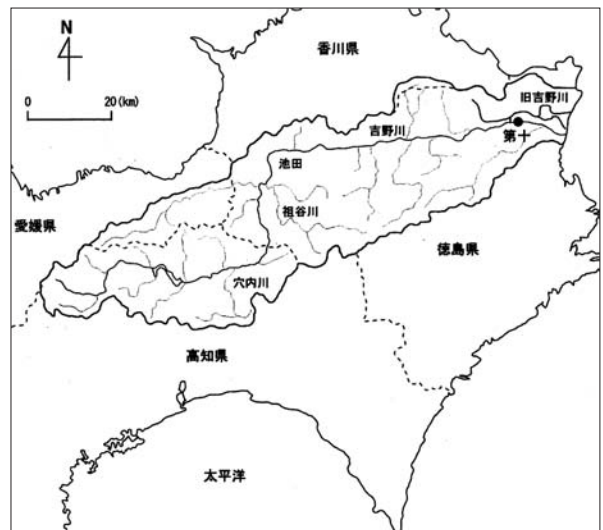 N
0 20(km)
香川県
旧吉野川
吉野川
第十
池田
祖谷川
愛媛県
徳島県
穴内川
高知県
太平洋